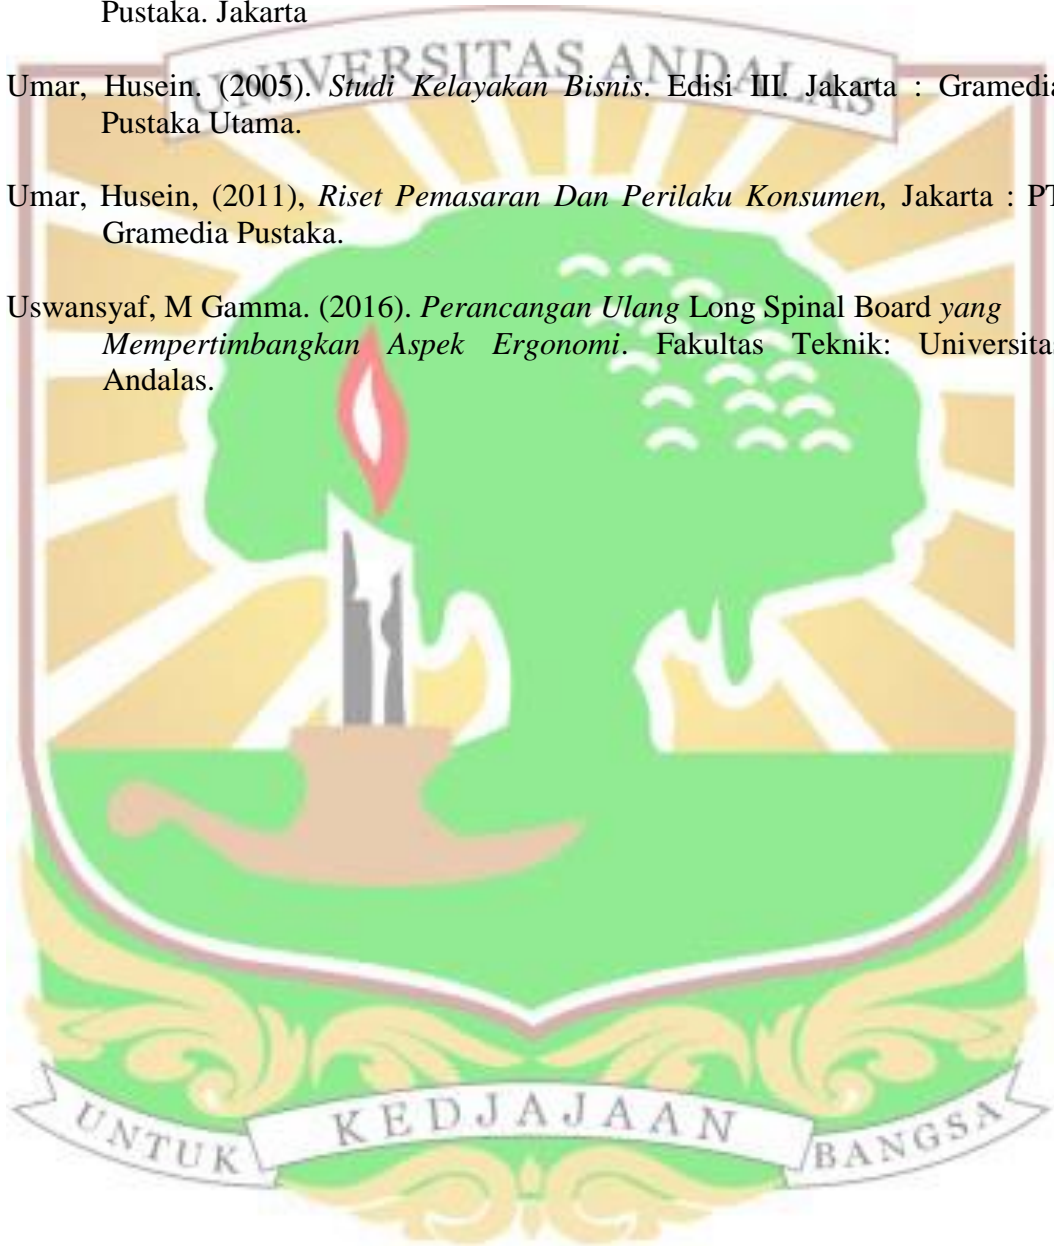 Pustaka. Jakarta
UNIVERSITAS ANDALAS
Umar, Husein. (2005). Studi Kelayakan Bisnis. Edisi III. Jakarta : Gramedia
Pustaka Utama.
Umar, Husein, (2011), Riset Pemasaran Dan Perilaku Konsumen, Jakarta : PT
Gramedia Pustaka.
Uswansyaf, M Gamma. (2016). Perancangan Ulang Long Spinal Board yang
Mempertimbangkan Aspek Ergonomi. Fakultas Teknik: Universitas
Andalas.
UNTUK KEDJAJAAN BANGSA